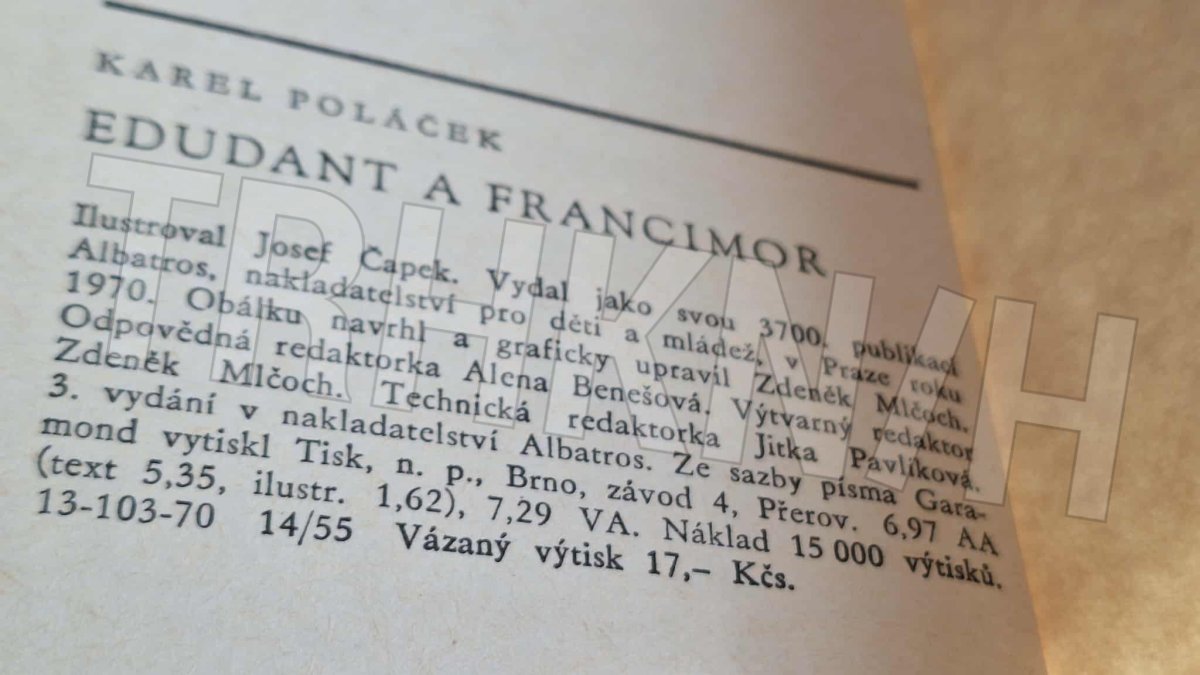 KAREL POLÁČEK
EDUDANT A FRANCIMOR
Ilustroval Josef Čapek. Vydal jako svou 3700. publikaci
Albatros, nakladatelství pro děti a mládež, v Praze roku
1970. Obálku navrhl a graficky upravil Zdeněk Mlčoch.
Odpovědná redaktorka Alena Benešová. Výtvarný redaktor
Zdeněk Mlčoch. Technická redaktorka Jitka Pavlíková.
3. vydání v nakladatelství Albatros. Ze sazby písma Gara-
mond vytiskl Tisk, n. p., Brno, závod 4, Přerov. 6,97 AA
(text 5,35, ilustr. 1,62), 7,29 VA. Náklad 15 000 výtisků.
13-103-70 14/55 Vázaný výtisk 17,– Kčs.
TRHKNIH